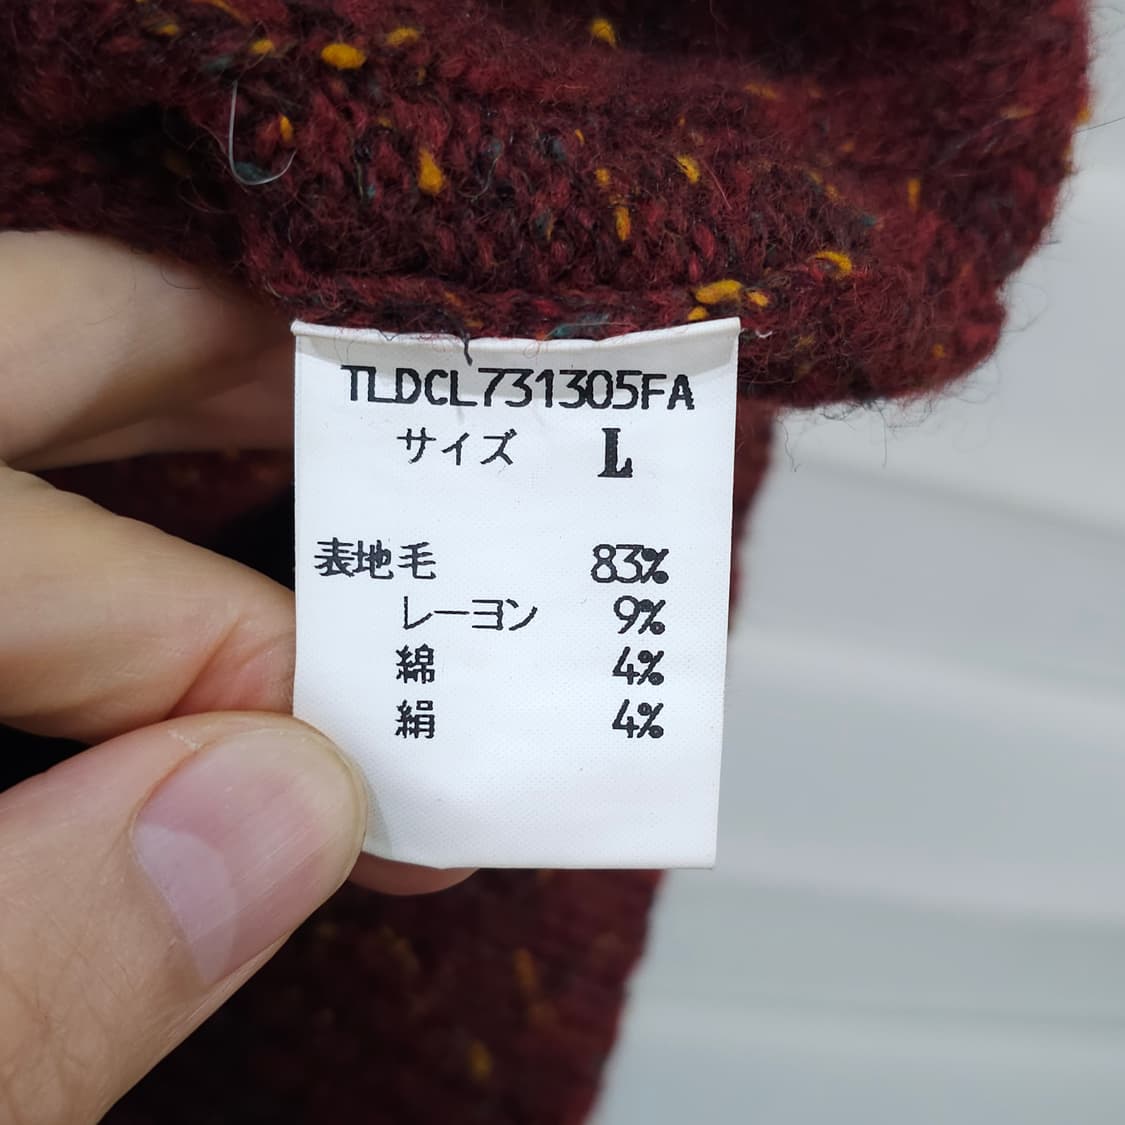 TLDCL731305FA
サイズ L
表地毛 83%
レーヨン 9%
綿 4%
絹 4%